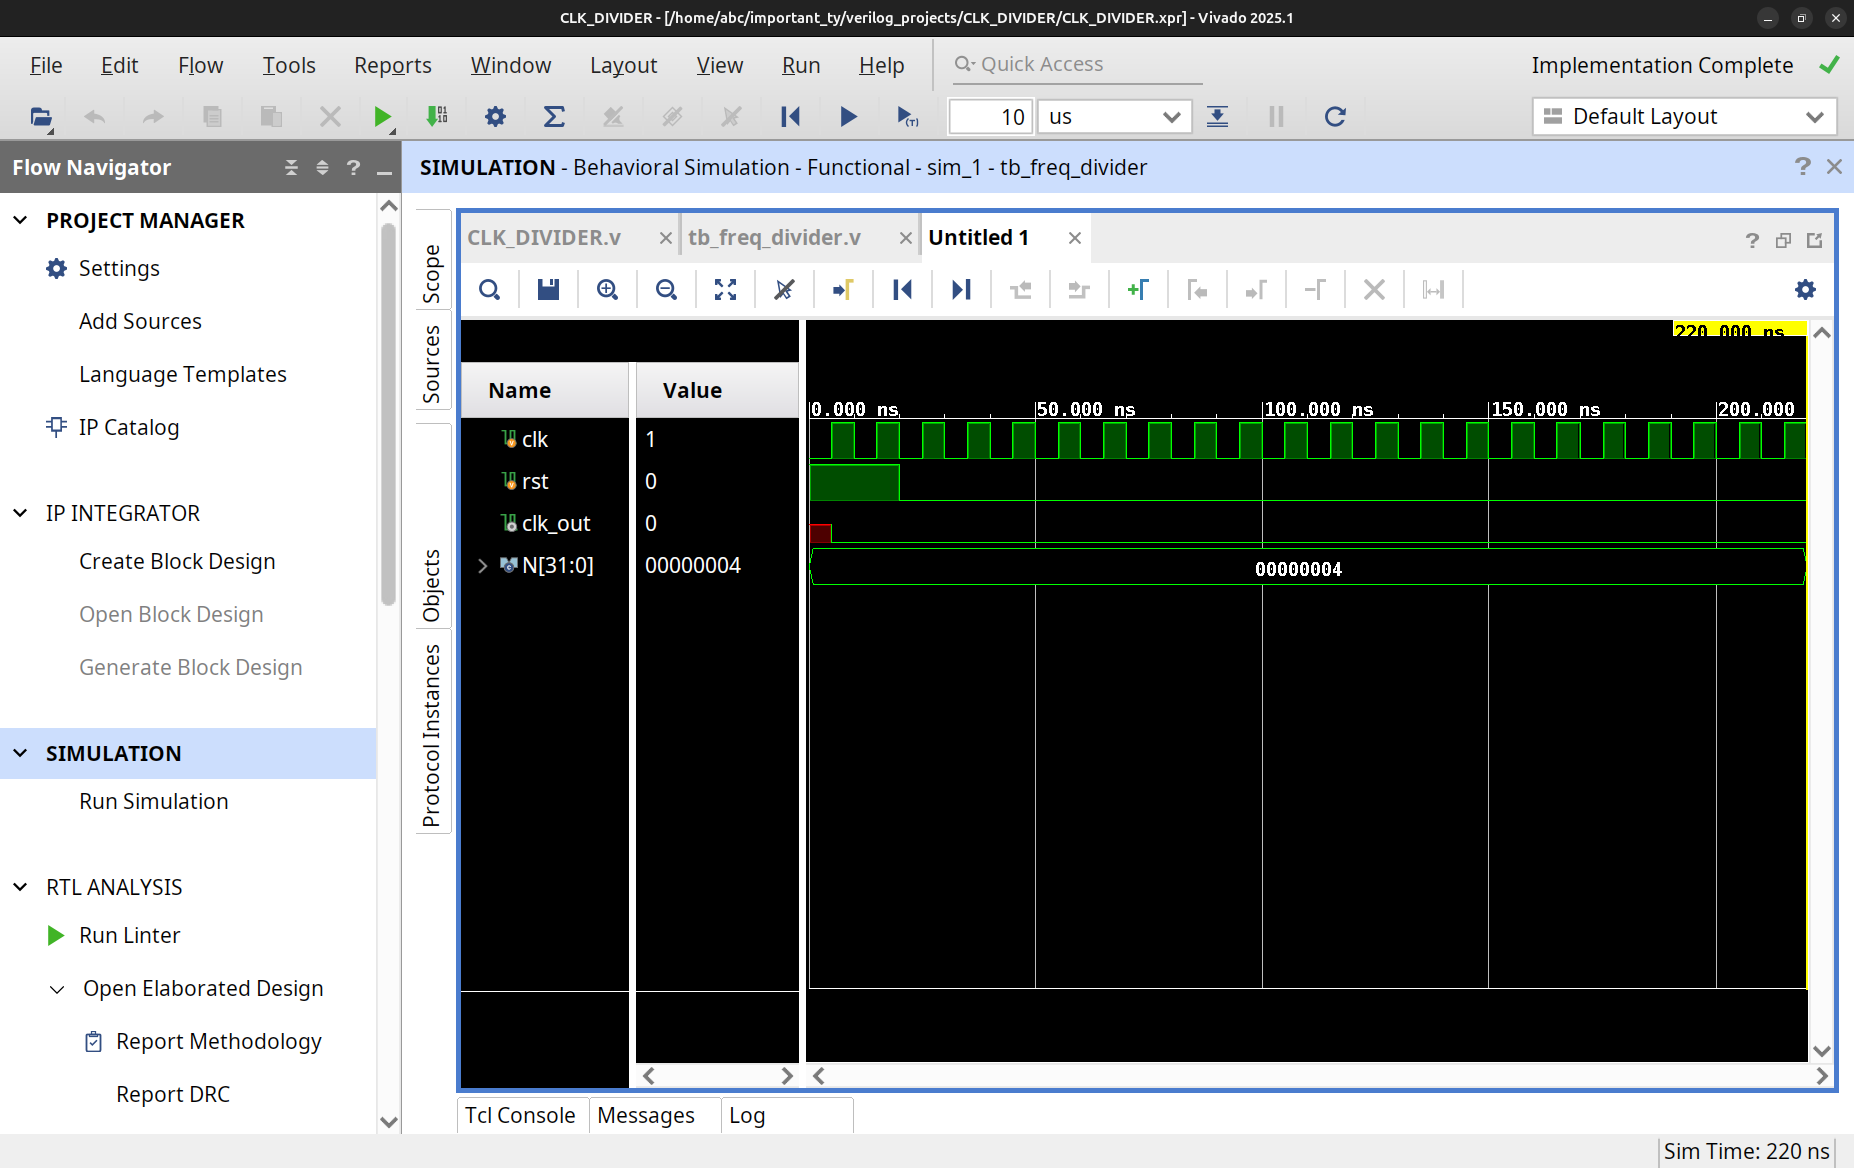 CLK_DIVIDER - [/home/abc/important_ty/verilog_projects/CLK_DIVIDER/CLK_DIVIDER.xpr] - Vivado 2025.1
File Edit Flow Tools Reports Window Layout View Run Help Quick Access Implementation Complete
10 us Default Layout
Flow Navigator
SIMULATION - Behavioral Simulation - Functional - sim_1 - tb_freq_divider
PROJECT MANAGER
Settings
Add Sources
Language Templates
IP Catalog
IP INTEGRATOR
Create Block Design
Open Block Design
Generate Block Design
SIMULATION
Run Simulation
RTL ANALYSIS
Run Linter
Open Elaborated Design
Report Methodology
Report DRC
Scope
Sources
Objects
Protocol Instances
CLK_DIVIDER.v tb_freq_divider.v Untitled 1
220.000 ns
Name Value
0.000 ns 50.000 ns 100.000 ns 150.000 ns 200.000
clk 1
rst 0
clk_out 0
N[31:0] 00000004 00000004
Tcl Console Messages Log
Sim Time: 220 ns